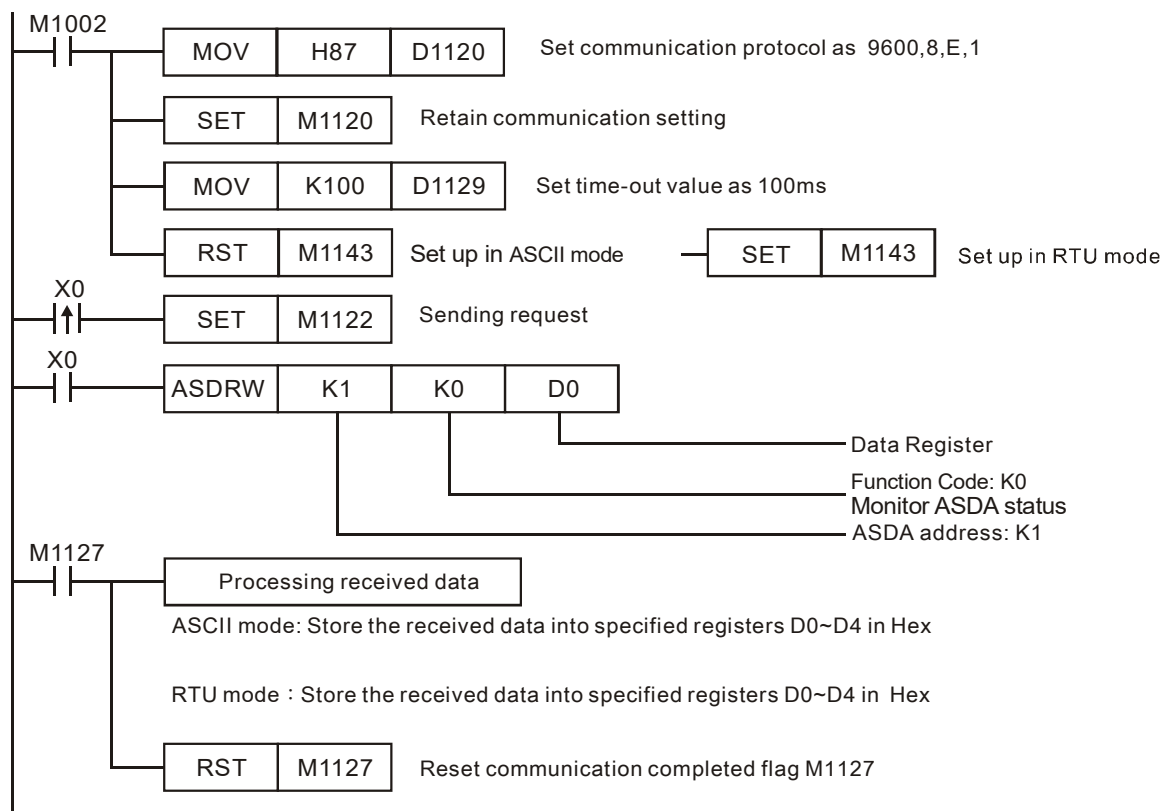 M1002
MOV H87 D1120 Set communication protocol as 9600,8,E,1
SET M1120 Retain communication setting
MOV K100 D1129 Set time-out value as 100ms
RST M1143 Set up in ASCII mode SET M1143 Set up in RTU mode
X0
SET M1122 Sending request
X0
ASDRW K1 K0 D0
Data Register
Function Code: K0
Monitor ASDA status
ASDA address: K1
M1127
Processing received data
ASCII mode: Store the received data into specified registers D0~D4 in Hex
RTU mode：Store the received data into specified registers D0~D4 in Hex
RST M1127 Reset communication completed flag M1127